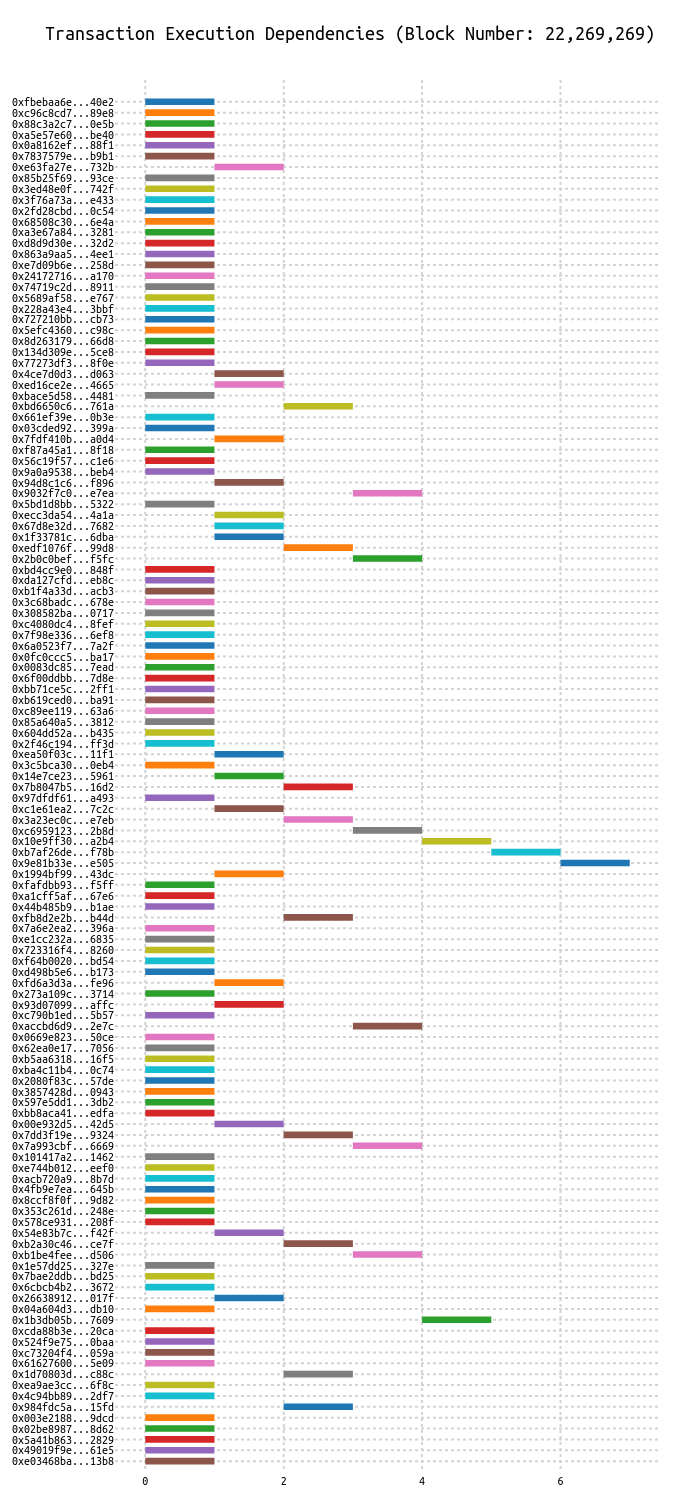 Transaction Execution Dependencies (Block Number: 22,269,269)
0xfbebaa6e...40e2
0xc96c8cd7...89e8
0x88c3a2c7...0e5b
0xa5e57e60...be40
0x0a8162ef...88f1
0x7837579e...b9b1
0xe63fa27e...732b
0x85b25f69...93ce
0x3ed48e0f...742f
0x3f76a73a...e433
0x2fd28cbd...0c54
0x68508c30...6e4a
0xa3e67a84...3281
0xd8d9d30e...32d2
0x863a9aa5...4ee1
0xe7d09b6e...258d
0x24172716...a170
0x74719c2d...8911
0x5689af58...e767
0x228a43e4...3bbf
0x727210bb...cb73
0x5efc4360...c98c
0x8d263179...66d8
0x134d309e...5ce8
0x77273df3...8f0e
0x4ce7d0d3...d063
0xed16ce2e...4665
0xbace5d58...4481
0xbd6650c6...761a
0x661ef39e...0b3e
0x03cded92...399a
0x7fdf410b...a0d4
0xf87a45a1...8f18
0x56c19f57...c1e6
0x9a0a9538...beb4
0x94d8c1c6...f896
0x9032f7c0...e7ea
0x5bd1d8bb...5322
0xecc3da54...4a1a
0x67d8e32d...7682
0x1f33781c...6dba
0xedf1076f...99d8
0x2b0c0bef...f5fc
0xbd4cc9e0...848f
0xda127cfd...eb8c
0xb1f4a33d...acb3
0x3c68badc...678e
0x308582ba...0717
0xc4080dc4...8fef
0x7f98e336...6ef8
0x6a0523f7...7a2f
0x0fc0ccc5...ba17
0x0083dc85...7ead
0x6f00ddbb...7d8e
0xbb71ce5c...2ff1
0xb619ced0...ba91
0xc89ee119...63a6
0x85a640a5...3812
0x604dd52a...b435
0x2f46c194...ff3d
0xea50f03c...11f1
0x3c5bca30...0eb4
0x14e7ce23...5961
0x7b8047b5...16d2
0x97dfdf61...a493
0xc1e61ea2...7c2c
0x3a23ec0c...e7eb
0xc6959123...2b8d
0x10e9ff30...a2b4
0xb7af26de...f78b
0x9e81b33e...e505
0x1994bf99...43dc
0xfafdbb93...f5ff
0xa1cff5af...67e6
0x44b485b9...b1ae
0xfb8d2e2b...b44d
0x7a6e2ea2...396a
0xe1cc232a...6835
0x723316f4...8260
0xf64b0020...bd54
0xd498b5e6...b173
0xfd6a3d3a...fe96
0x273a109c...3714
0x93d07099...affc
0xc790b1ed...5b57
0xaccbd6d9...2e7c
0x0669e823...50ce
0x62ea0e17...7056
0xb5aa6318...16f5
0xba4c11b4...0c74
0x2080f83c...57de
0x3857428d...0943
0x597e5dd1...3db2
0xbb8aca41...edfa
0x00e932d5...42d5
0x7dd3f19e...9324
0x7a993cbf...6669
0x101417a2...1462
0xe744b012...eef0
0xacb720a9...8b7d
0x4fb9e7ea...645b
0x8ccf8f0f...9d82
0x353c261d...248e
0x578ce931...208f
0x54e83b7c...f42f
0xb2a30c46...ce7f
0xb1be4fee...d506
0x1e57dd25...327e
0x7bae2ddb...bd25
0x6cbcb4b2...3672
0x26638912...017f
0x04a604d3...db10
0x1b3db05b...7609
0xcda88b3e...20ca
0x524f9e75...0baa
0xc73204f4...059a
0x61627600...5e09
0x1d70803d...c88c
0xea9ae3cc...6f8c
0x4c94bb89...2df7
0x984fdc5a...15fd
0x003e2188...9dcd
0x02be8987...8d62
0x5a41b863...2829
0x49019f9e...61e5
0xe03468ba...13b8
0 2 4 6